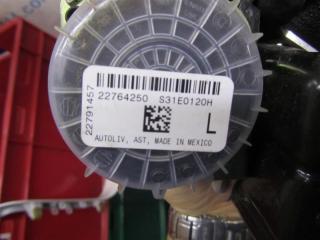 22764250 S31E0120H
22791457
L
AUTOLIV, AST, MADE IN MEXICO